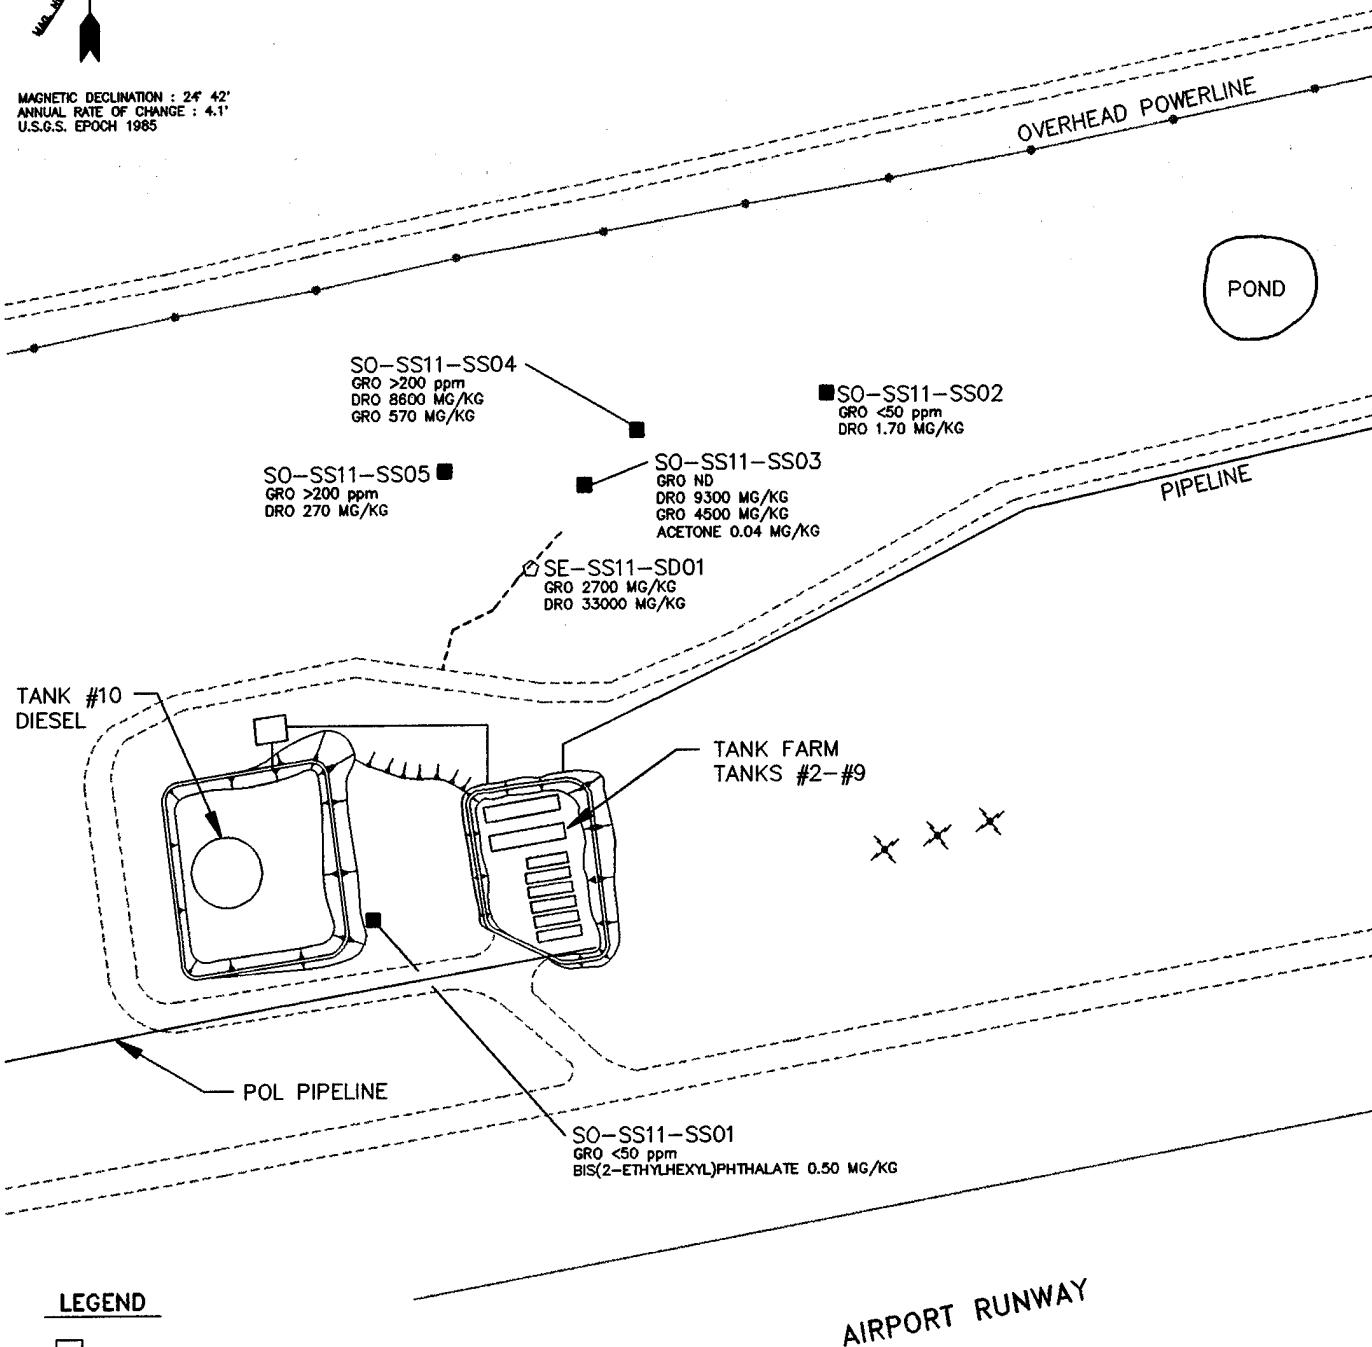 MAGNETIC DECLINATION : 24° 42'
ANNUAL RATE OF CHANGE : 4.1'
U.S.G.S. EPOCH 1985
OVERHEAD POWERLINE
POND
SO-SS11-SS04
GRO >200 ppm
DRO 8600 MG/KG
GRO 570 MG/KG
SO-SS11-SS02
GRO <50 ppm
DRO 1.70 MG/KG
SO-SS11-SS05
GRO >200 ppm
DRO 270 MG/KG
SO-SS11-SS03
GRO ND
DRO 9300 MG/KG
GRO 4500 MG/KG
ACETONE 0.04 MG/KG
PIPELINE
SE-SS11-SD01
GRO 2700 MG/KG
DRO 33000 MG/KG
TANK #10
DIESEL
TANK FARM
TANKS #2-#9
POL PIPELINE
SO-SS11-SS01
GRO <50 ppm
BIS(2-ETHYLHEXYL)PHTHALATE 0.50 MG/KG
LEGEND
AIRPORT RUNWAY